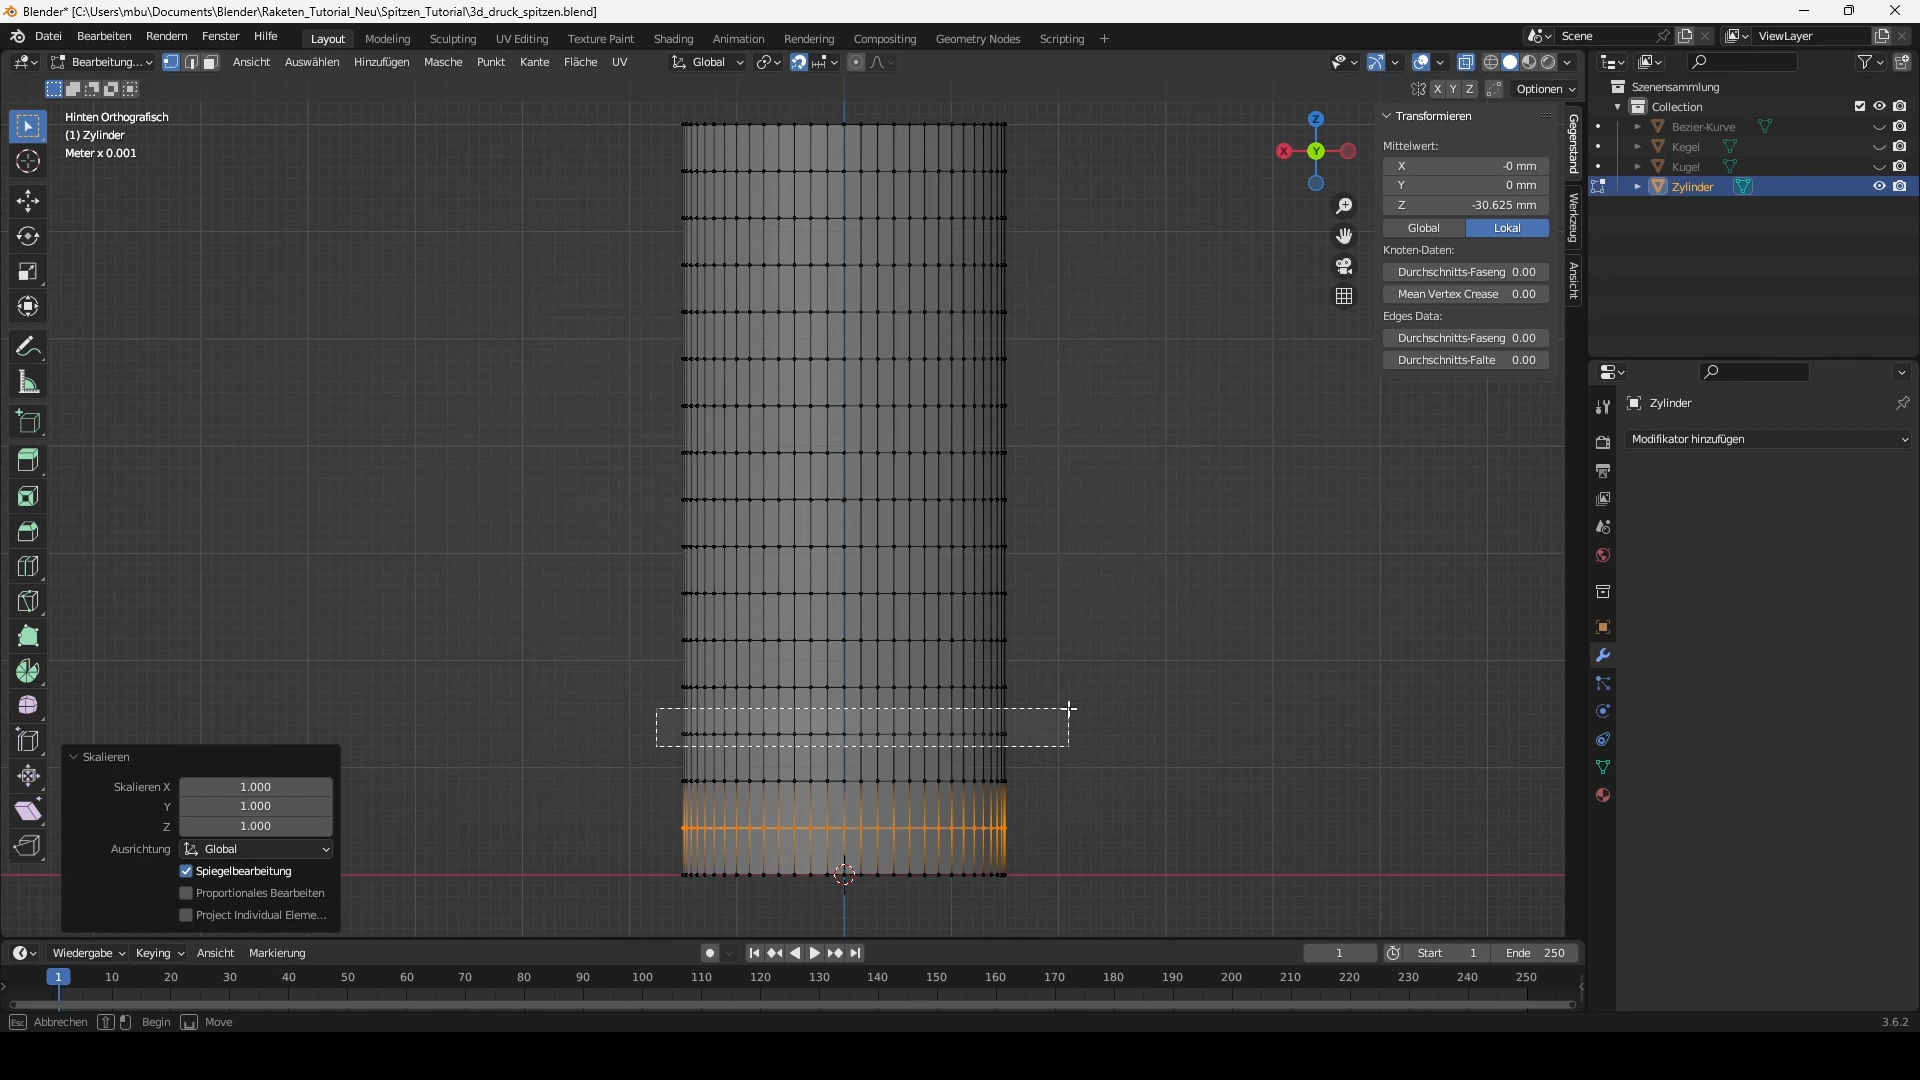 Blender* [C:\Users\mbu\Documents\Blender\Raketen_Tutorial_Neu\Spitzen_Tutorial\3d_druck_spitzen.blend]
Datei Bearbeiten Rendern Fenster Hilfe Layout Modeling Sculpting UV Editing Texture Paint Shading Animation Rendering Compositing Geometry Nodes Scripting + Scene ViewLayer
Bearbeitung... Ansicht Auswählen Hinzufügen Masche Punkt Kante Fläche UV Global
X Y Z Optionen
Szenensammlung
Collection
Bezier-Kurve
Kegel
Kugel
Zylinder
Hinten Orthografisch
(1) Zylinder
Meter x 0.001
Z
X Y
Transformieren
Mittelwert:
X -0 mm
Y 0 mm
Z -30.625 mm
Global Lokal
Knoten-Daten:
Durchschnitts-Faseng 0.00
Mean Vertex Crease 0.00
Edges Data:
Durchschnitts-Faseng 0.00
Durchschnitts-Falte 0.00
Gegenstand
Werkzeug
Ansicht
Zylinder
Modifikator hinzufügen
Skalieren
Skalieren X 1.000
Y 1.000
Z 1.000
Ausrichtung Global
Spiegelbearbeitung
Proportionales Bearbeiten
Project Individual Eleme...
Wiedergabe Keying Ansicht Markierung 1 Start 1 Ende 250
1 10 20 30 40 50 60 70 80 90 100 110 120 130 140 150 160 170 180 190 200 210 220 230 240 250
Esc Abbrechen Begin Move 3.6.2